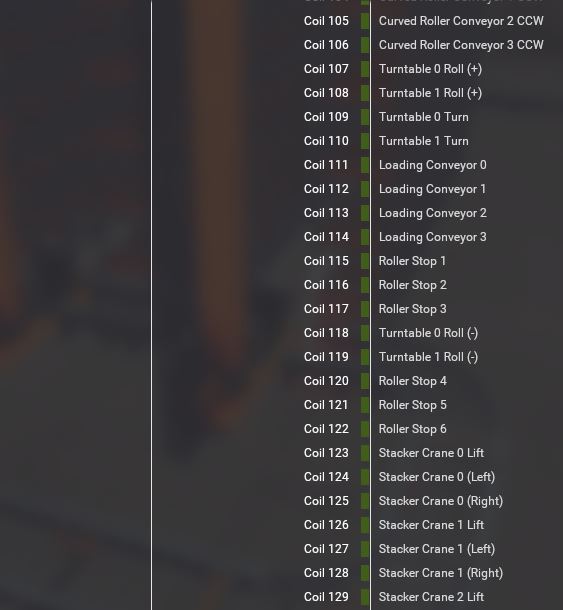 Coil 105 Curved Roller Conveyor 2 CCW
Coil 106 Curved Roller Conveyor 3 CCW
Coil 107 Turntable 0 Roll (+)
Coil 108 Turntable 1 Roll (+)
Coil 109 Turntable 0 Turn
Coil 110 Turntable 1 Turn
Coil 111 Loading Conveyor 0
Coil 112 Loading Conveyor 1
Coil 113 Loading Conveyor 2
Coil 114 Loading Conveyor 3
Coil 115 Roller Stop 1
Coil 116 Roller Stop 2
Coil 117 Roller Stop 3
Coil 118 Turntable 0 Roll (-)
Coil 119 Turntable 1 Roll (-)
Coil 120 Roller Stop 4
Coil 121 Roller Stop 5
Coil 122 Roller Stop 6
Coil 123 Stacker Crane 0 Lift
Coil 124 Stacker Crane 0 (Left)
Coil 125 Stacker Crane 0 (Right)
Coil 126 Stacker Crane 1 Lift
Coil 127 Stacker Crane 1 (Left)
Coil 128 Stacker Crane 1 (Right)
Coil 129 Stacker Crane 2 Lift